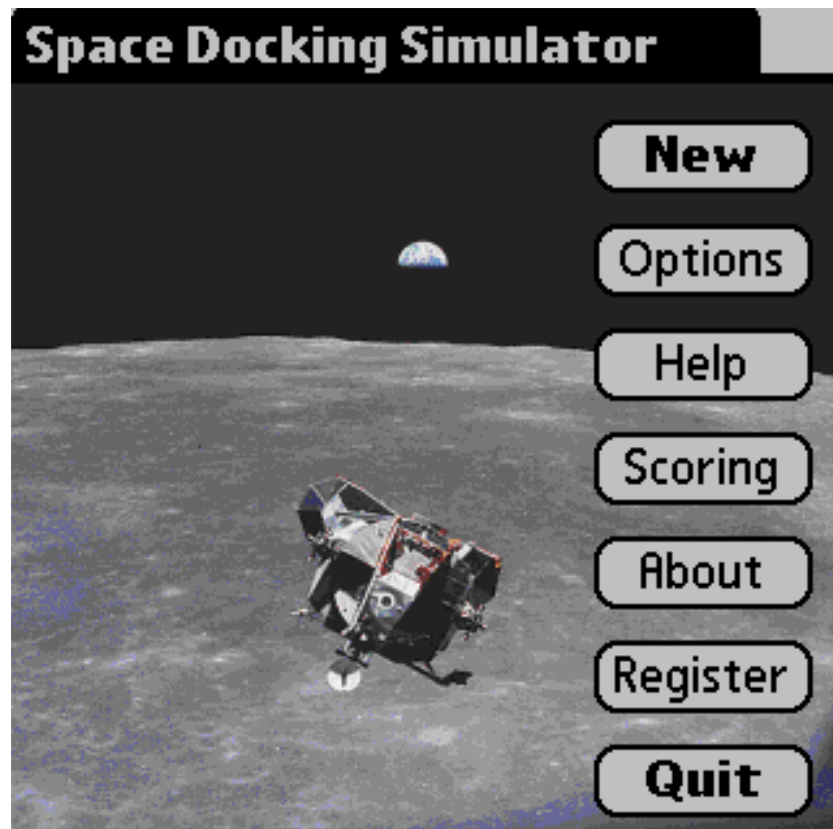 Space Docking Simulator
New
Options
Help
Scoring
About
Register
Quit